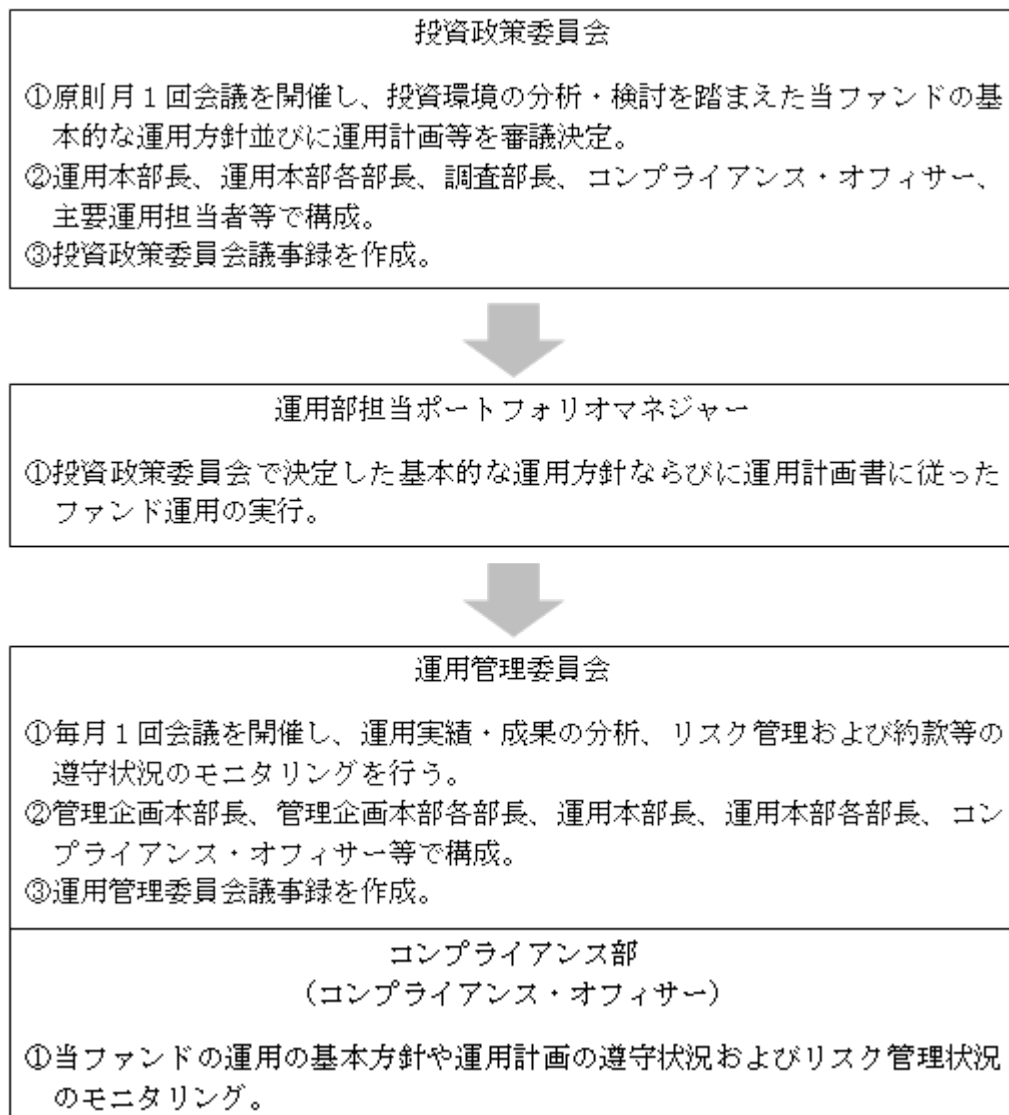 投資政策委員会
①原則月１回会議を開催し、投資環境の分析・検討を踏まえた当ファンドの基
本的な運用方針並びに運用計画等を審議決定。
②運用本部長、運用本部各部長、調査部長、コンプライアンス・オフィサー、
主要運用担当者等で構成。
③投資政策委員会議事録を作成。
運用部担当ポートフォリオマネジャー
①投資政策委員会で決定した基本的な運用方針ならびに運用計画書に従った
ファンド運用の実行。
運用管理委員会
①毎月１回会議を開催し、運用実績・成果の分析、リスク管理および約款等の
遵守状況のモニタリングを行う。
②管理企画本部長、管理企画本部各部長、運用本部長、運用本部各部長、コン
プライアンス・オフィサー等で構成。
③運用管理委員会議事録を作成。
コンプライアンス部
（コンプライアンス・オフィサー）
①当ファンドの運用の基本方針や運用計画の遵守状況およびリスク管理状況
のモニタリング。